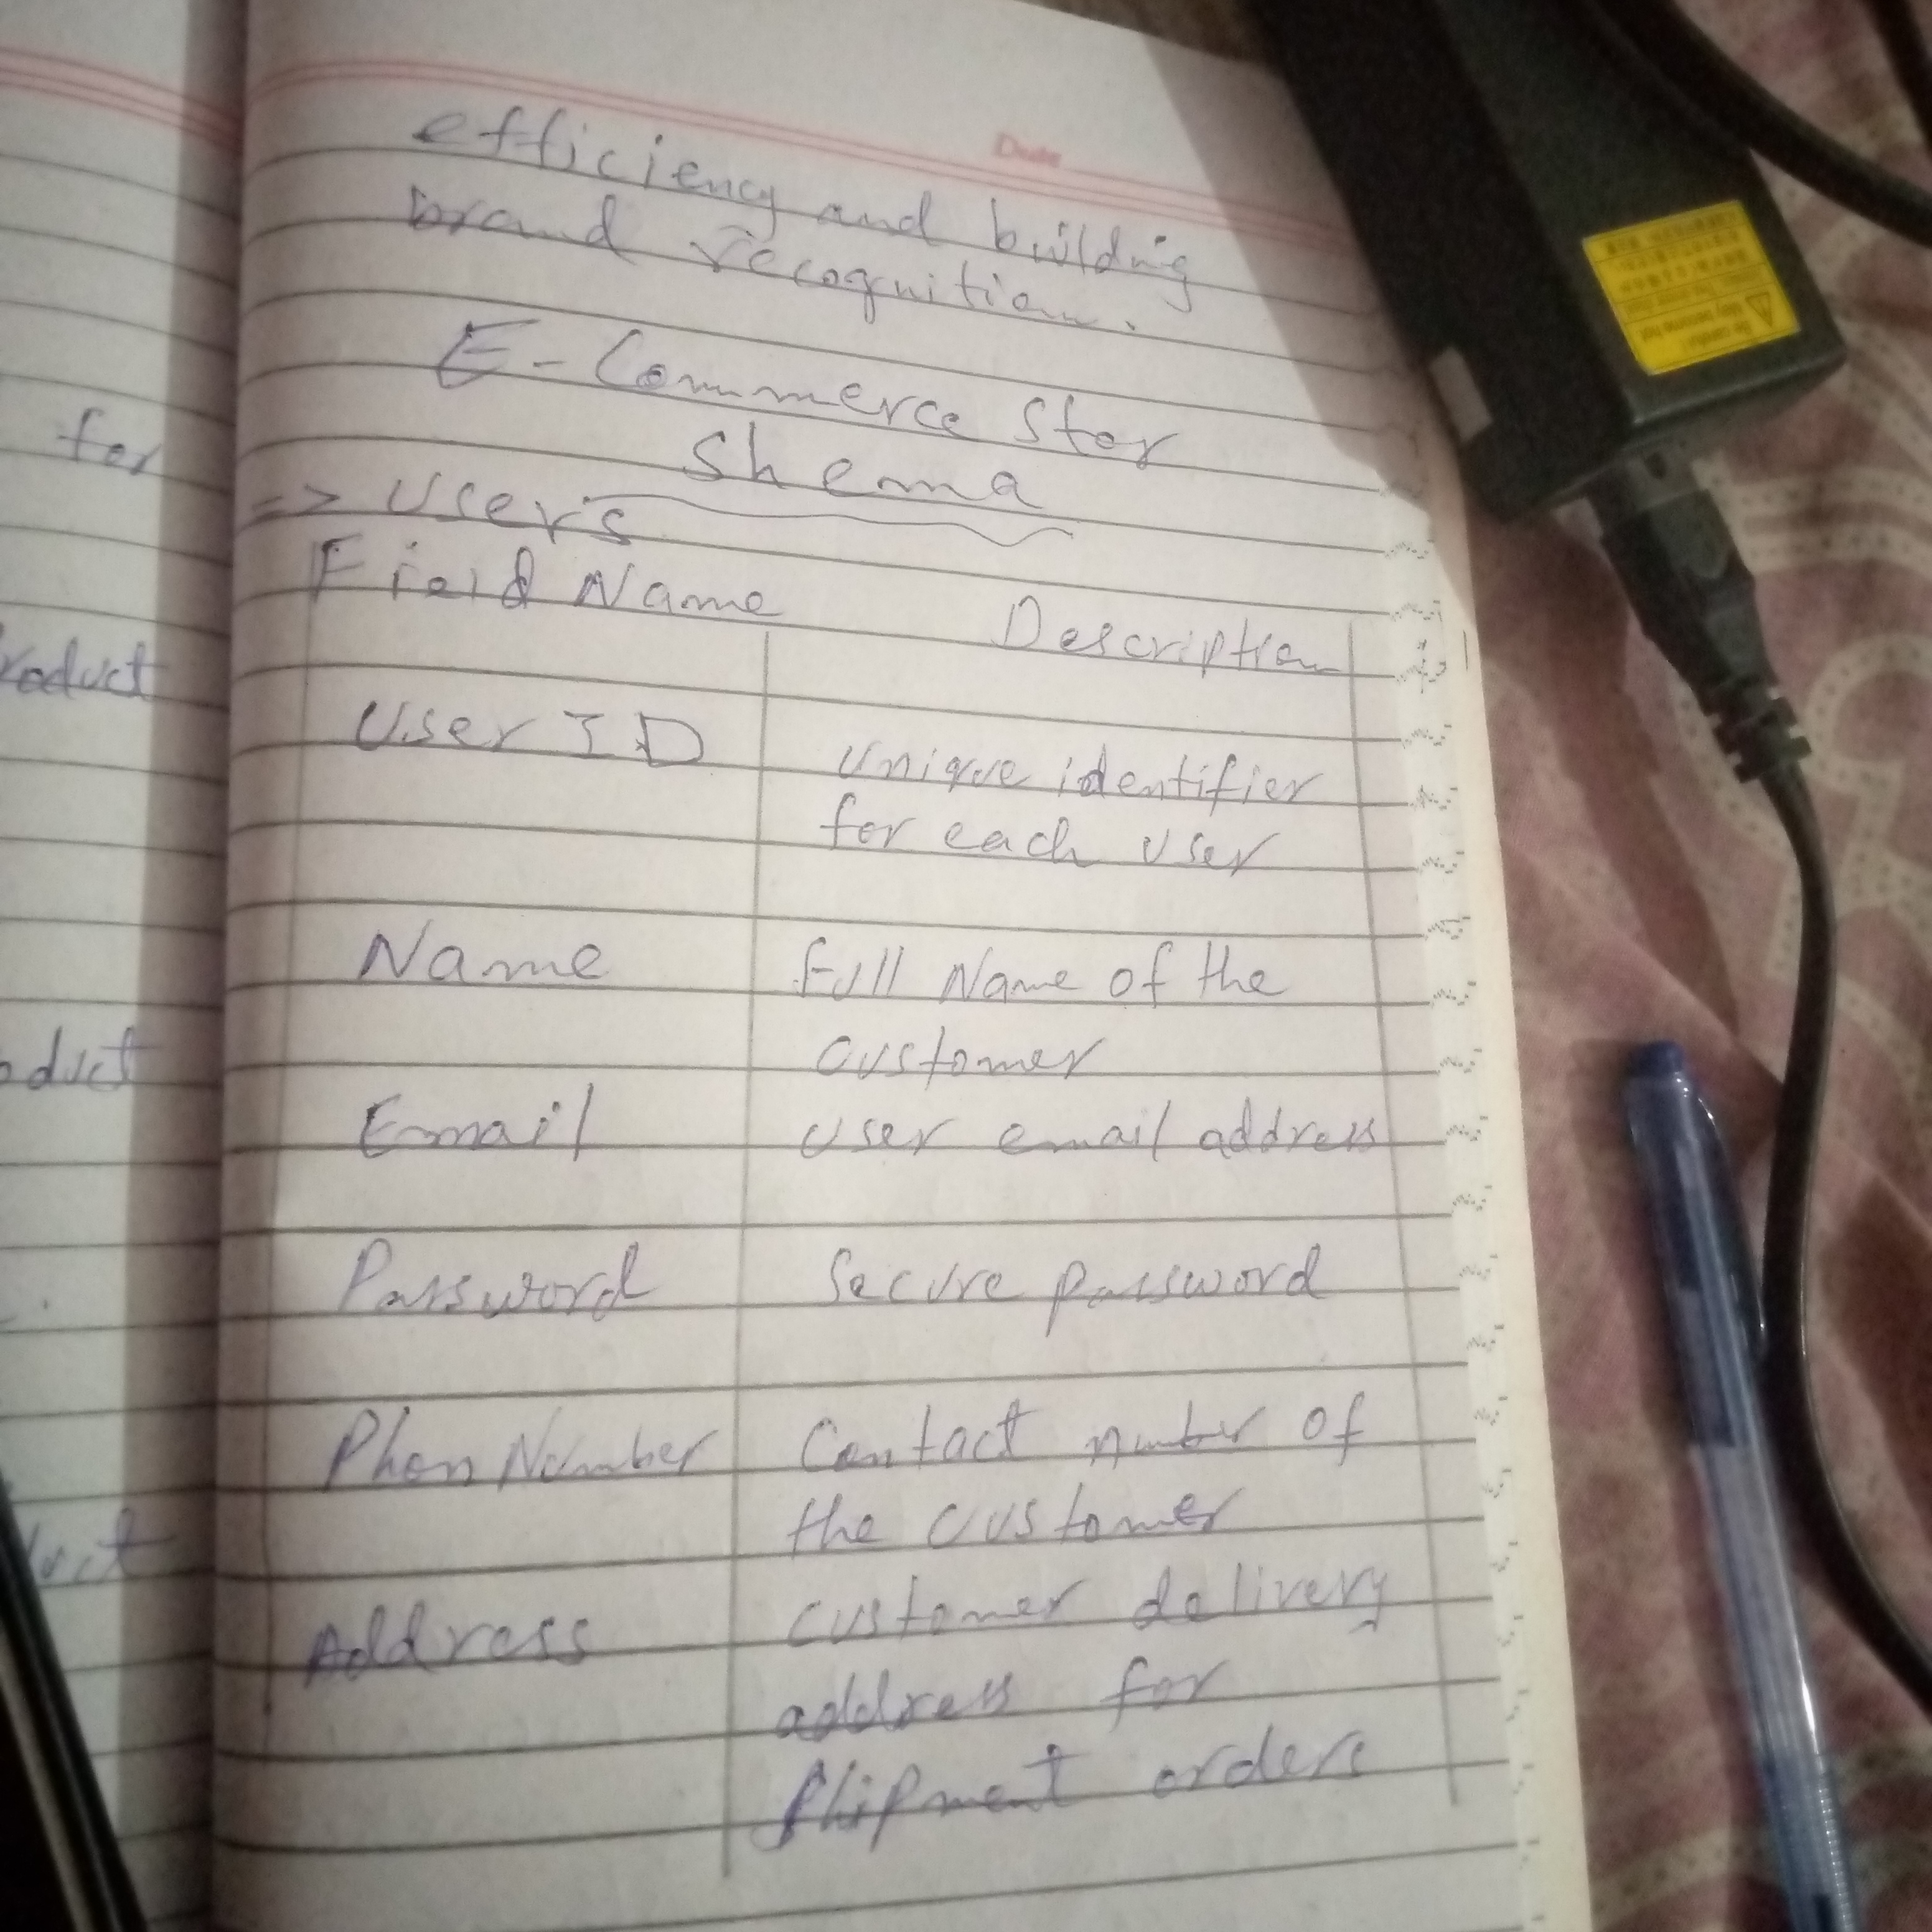 efficiency and building
brand recognition.
E-Commerce Stor
Shema
=> Users
Field Name Description
User ID unique identifier
for each user
Name Full Name of the
customer
Email user email address
Password Secure password
Phon Number Contact number of
the customer
Address customer delivery
address for
Shipment orders
Date
for
roduct
oduct